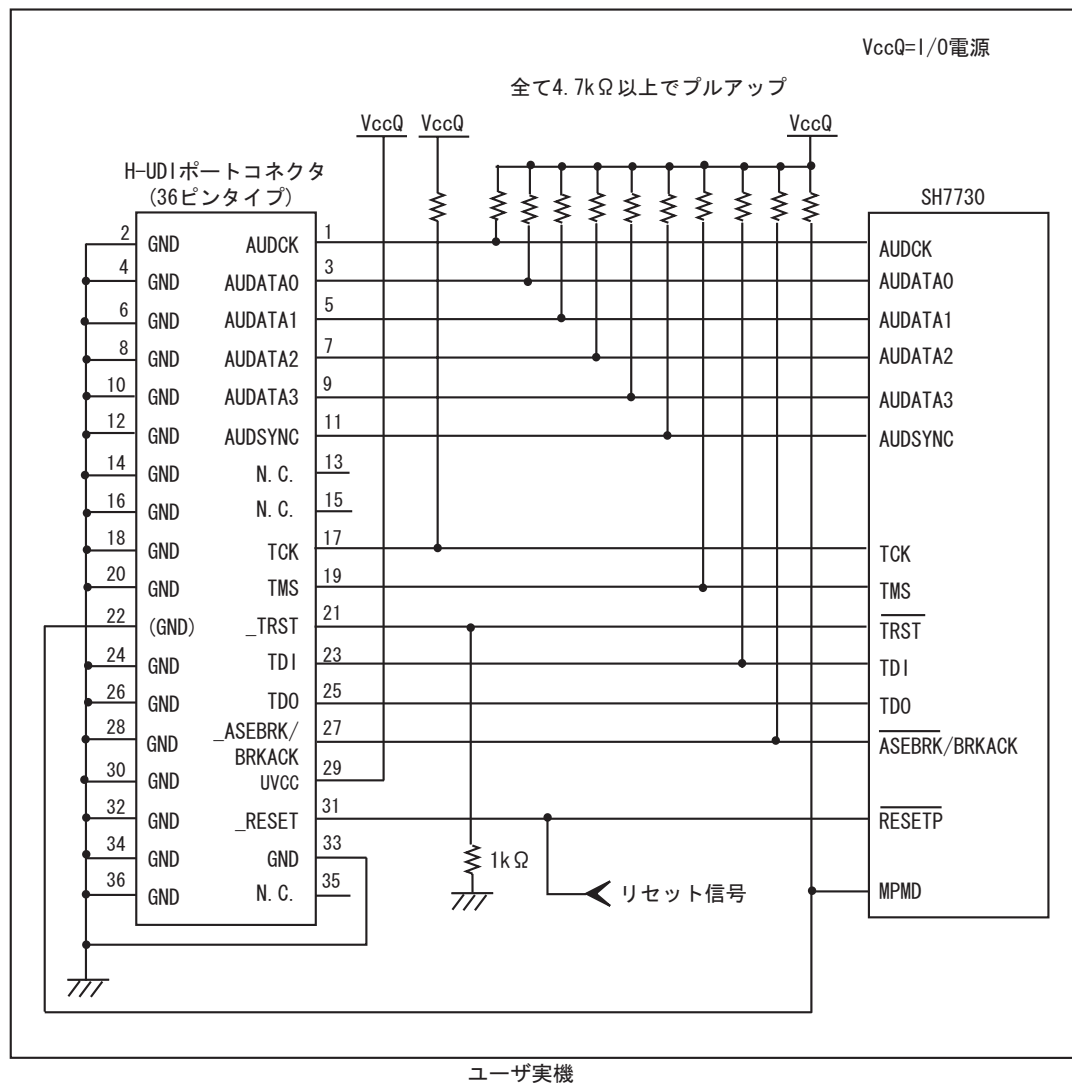 VccQ=I/O電源
全て4.7kΩ以上でプルアップ
VccQ VccQ VccQ
H-UDIポートコネクタ
(36ピンタイプ)
SH7730
2 GND AUDCK 1 AUDCK
4 GND AUDATA0 3 AUDATA0
6 GND AUDATA1 5 AUDATA1
8 GND AUDATA2 7 AUDATA2
10 GND AUDATA3 9 AUDATA3
12 GND AUDSYNC 11 AUDSYNC
14 GND N.C. 13
16 GND N.C. 15
18 GND TCK 17 TCK
20 GND TMS 19 TMS
22 (GND) _TRST 21 TRST
24 GND TDI 23 TDI
26 GND TDO 25 TDO
28 GND _ASEBRK/ 27 ASEBRK/BRKACK
BRKACK
30 GND UVCC 29
32 GND _RESET 31 RESETP
34 GND GND 33
1kΩ
36 GND N.C. 35
リセット信号
MPMD
ユーザ実機